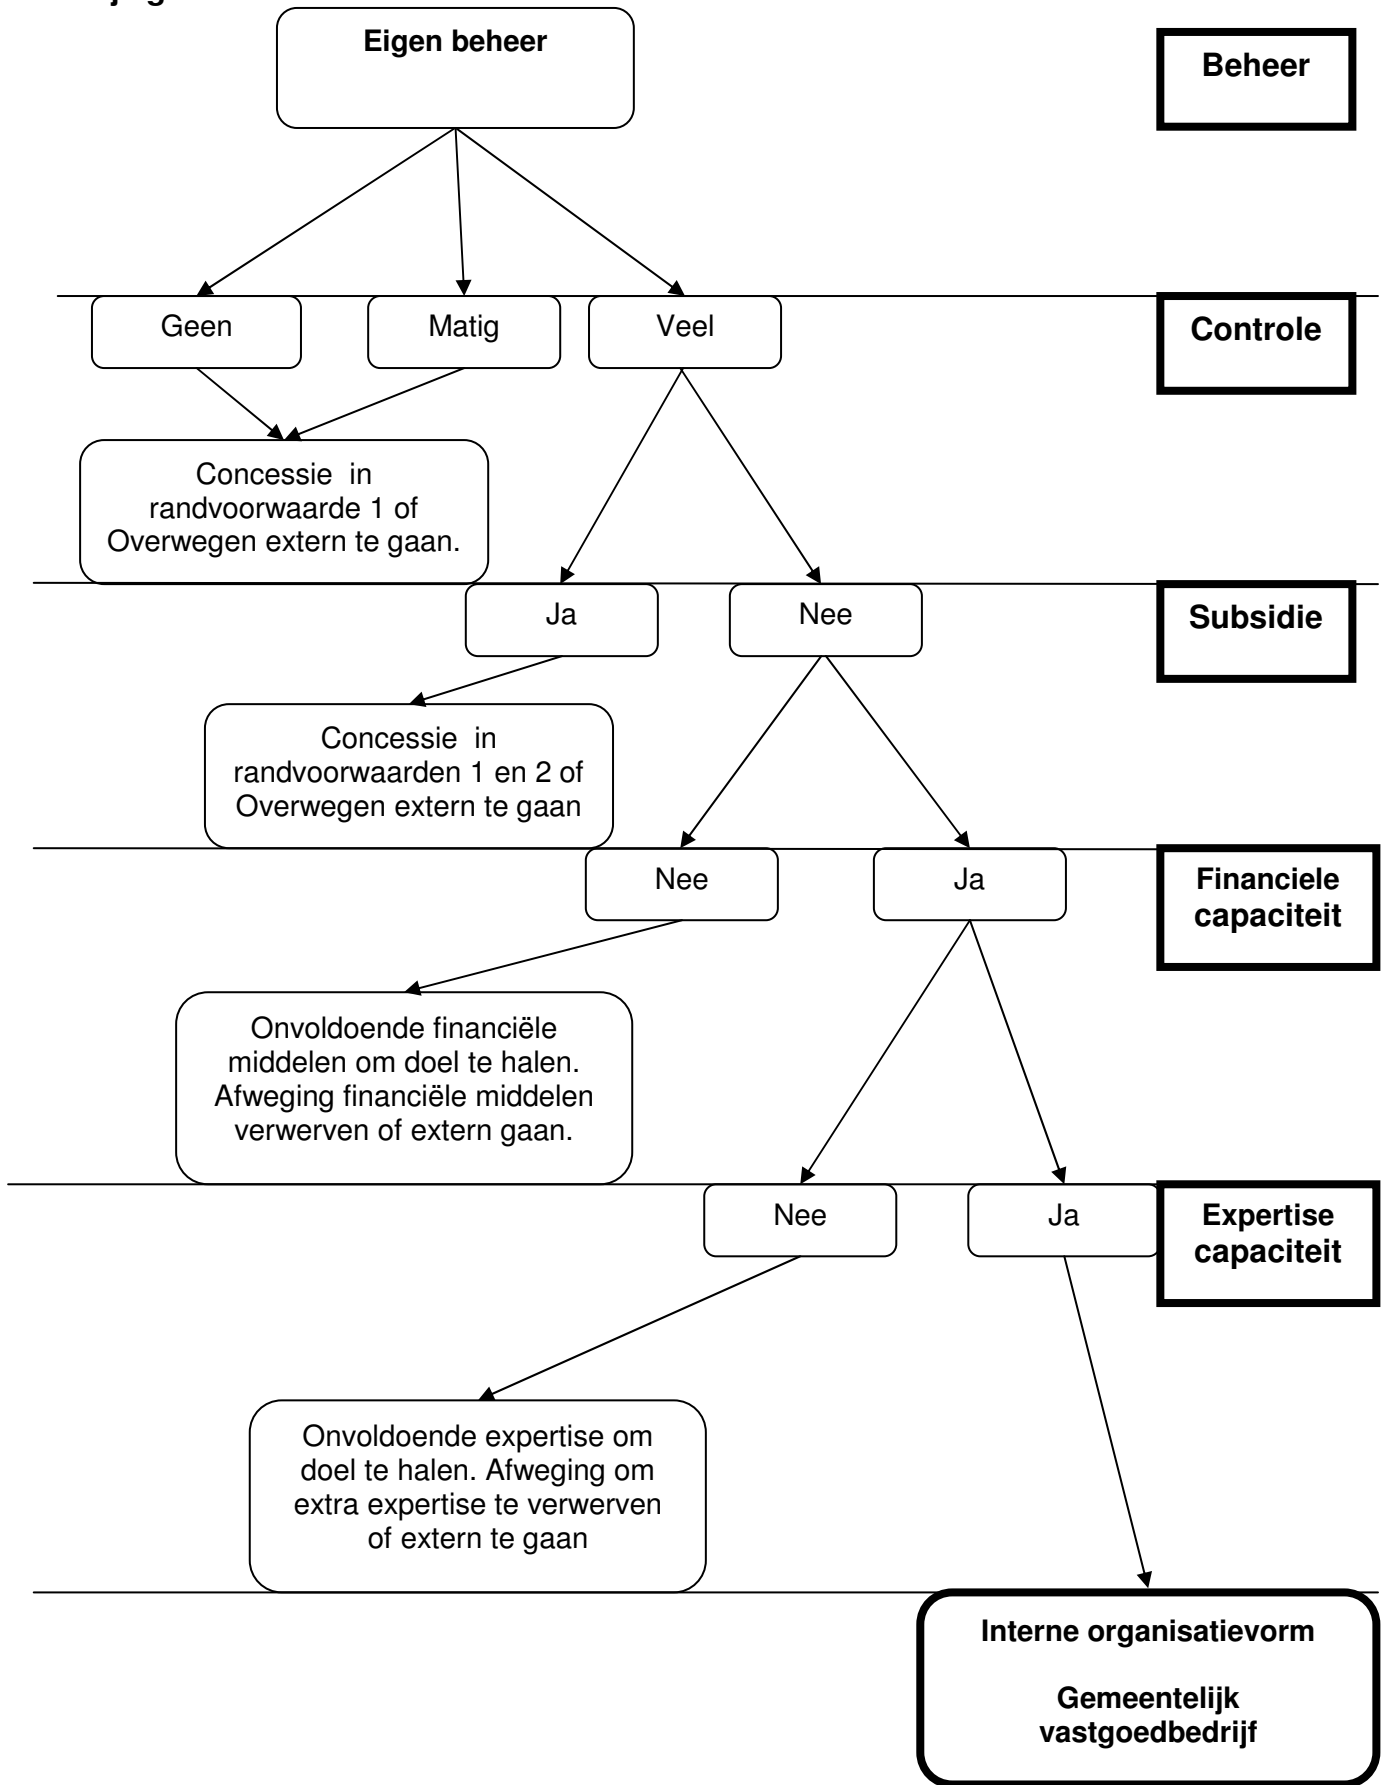 Eigen beheer
Beheer
Geen
Matig
Veel
Controle
Concessie  in
randvoorwaarde 1 of
Overwegen extern te gaan.
Ja
Nee
Subsidie
Concessie  in
randvoorwaarden 1 en 2 of
Overwegen extern te gaan
Nee
Ja
Financiele
capaciteit
Onvoldoende financiële
middelen om doel te halen.
Afweging financiële middelen
verwerven of extern gaan.
Nee
Ja
Expertise
capaciteit
Onvoldoende expertise om
doel te halen. Afweging om
extra expertise te verwerven
of extern te gaan
Interne organisatievorm
Gemeentelijk
vastgoedbedrijf